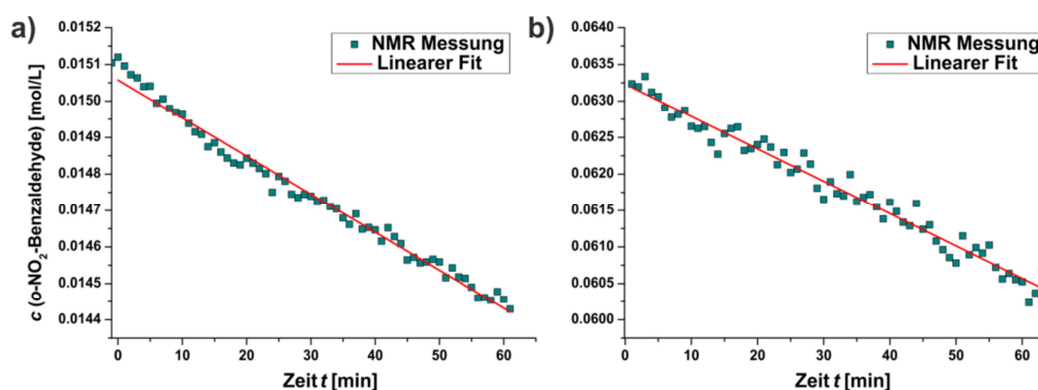 a)
c (o-NO₂-Benzaldehyde) [mol/L]
0.0152
0.0151
0.0150
0.0149
0.0148
0.0147
0.0146
0.0145
0.0144
NMR Messung
Linearer Fit
0 10 20 30 40 50 60
Zeit t [min]
b)
0.0640
0.0635
0.0630
0.0625
0.0620
0.0615
0.0610
0.0605
0.0600
NMR Messung
Linearer Fit
0 10 20 30 40 50 60
Zeit t [min]